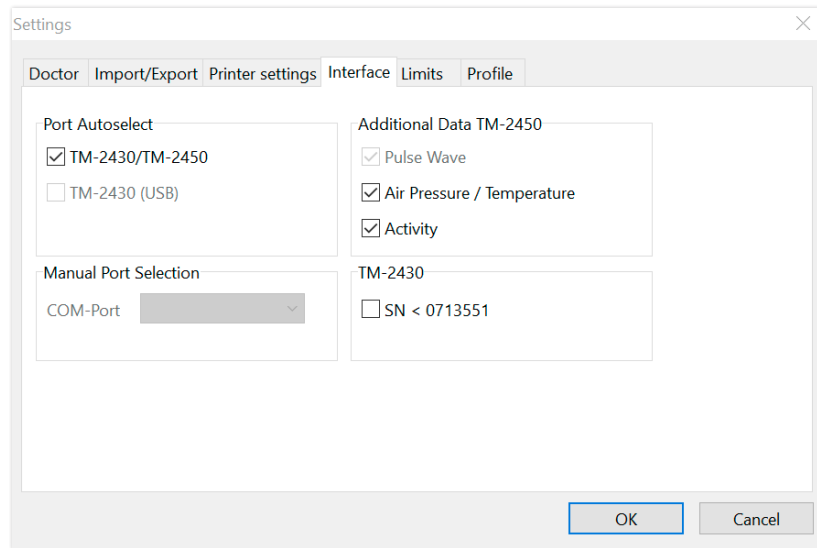 Settings
Doctor Import/Export Printer settings Interface Limits Profile
Port Autoselect
TM-2430/TM-2450
TM-2430 (USB)
Additional Data TM-2450
Pulse Wave
Air Pressure / Temperature
Activity
Manual Port Selection
COM-Port
TM-2430
SN < 0713551
OK Cancel